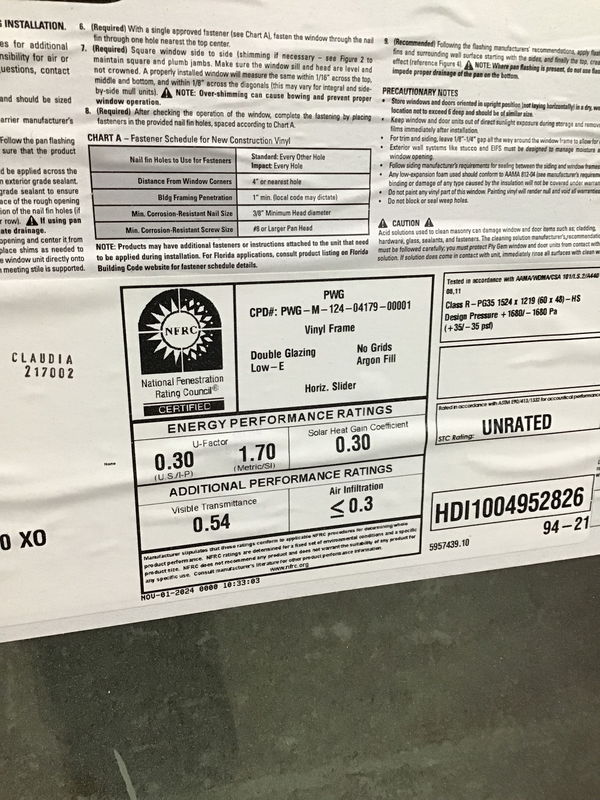 INSTALLATION.
es for additional
nsibility for air or
uestions, contact
and should be sized
arrier manufacturer's
Follow the pan flashing
sure that the product
d be applied across the
n exterior grade sealant.
grade sealant to ensure
ace of the rough opening
ion of the nail fin holes (if
r row). If using pan
ate drainage.
opening and center it from
place shims as needed to
e window unit directly onto
n meeting stile is supported.
6. (Required) With a single approved fastener (see Chart A), fasten the window through the nail
fin through one hole nearest the top center.
7. (Required) Square window side to side (shimming if necessary – see Figure 2 to
maintain square and plumb jambs. Make sure the window sill and head are level and
not crowned. A properly installed window will measure the same within 1/16" across the top,
middle and bottom, and within 1/8" across the diagonals (this may vary for integral and side-
by-side mull units). NOTE: Over-shimming can cause bowing and prevent proper
window operation.
8. (Required) After checking the operation of the window, complete the fastening by placing
fasteners in the provided nail fin holes, spaced according to Chart A.
CHART A – Fastener Schedule for New Construction Vinyl
Nail fin Holes to Use for Fasteners
Standard: Every Other Hole
Impact: Every Hole
Distance From Window Corners
4" or nearest hole
Bldg Framing Penetration
1" min. (local code may dictate)
Min. Corrosion-Resistant Nail Size
3/8" Minimum Head diameter
Min. Corrosion-Resistant Screw Size
#8 or Larger Pan Head
NOTE: Products may have additional fasteners or instructions attached to the unit that need
to be applied during installation. For Florida applications, consult product listing on Florida
Building Code website for fastener schedule details.
9. (Recommended) Following the flashing manufacturers' recommendations, apply flash
fins and surrounding wall surface starting with the sides, and finally the top, crea
effect (reference Figure 4). NOTE: Where pan flashing is present, do not use flas
impede proper drainage of the pan on the bottom.
PRECAUTIONARY NOTES
• Store windows and doors oriented in upright position (not laying horizontally) in a dry, we
location not to exceed 6 deep and should be of similar size.
• Keep window and door units out of direct sunlight exposure during storage and remov
films immediately after installation.
• For trim and siding, leave 1/8"-1/4" gap all the way around the window frame to allow for
• Exterior wall systems like stucco and EIFS must be designed to manage moisture a
window opening.
• Follow siding manufacturer's requirements for sealing between the siding and window frames
• Any low-expansion foam used should conform to AAMA 812-04 (see manufacturer's requirem
binding or damage of any type caused by the insulation will not be covered under warran
• Do not paint any part of this window. Painting vinyl will render null and void all warranties
• Do not block or seal weep holes.
CAUTION
Acid solutions used to clean masonry can damage window and door items such as; cladding,
hardware, glass, sealants, and fasteners. The cleaning solution manufacturer's recommendatio
must be followed carefully; you must protect Ply Gem window and door units from contact with
solution. If solution does come in contact with unit, immediately rinse all surfaces with clean w
CLAUDIA
217002
NFRC
National Fenestration
Rating Council®
CERTIFIED
PWG
CPD#: PWG-M-124-04179-00001
Vinyl Frame
Double Glazing
Low-E
No Grids
Argon Fill
Horiz. Slider
ENERGY PERFORMANCE RATINGS
U-Factor
0.30
(U.S./I-P)
1.70
(Metric/SI)
Solar Heat Gain Coefficient
0.30
ADDITIONAL PERFORMANCE RATINGS
Visible Transmittance
0.54
Air Infiltration
≤0.3
Manufacturer stipulates that these ratings conform to applicable NFRC procedures for determining whole
product performance. NFRC ratings are determined for a fixed set of environmental conditions and a specific
product size. NFRC does not recommend any product and does not warrant the suitability of any product for
any specific use. Consult manufacturer's literature for other product performance information.
www.nfrc.org
NOV-01-2024 0000 10:33:03
Home
O XO
Tested in accordance with AAMA/WDMA/CSA 101/I.S.2/A440
08,11
Class R-PG35 1524 x 1219 (60 x 48)-HS
Design Pressure +1680/-1680 Pa
(+35/-35 psf)
Rated in accordance with ASTM E90/413/1332 for accoustical performance
STC Rating: UNRATED
HDI1004952826
94-21
5957439.10